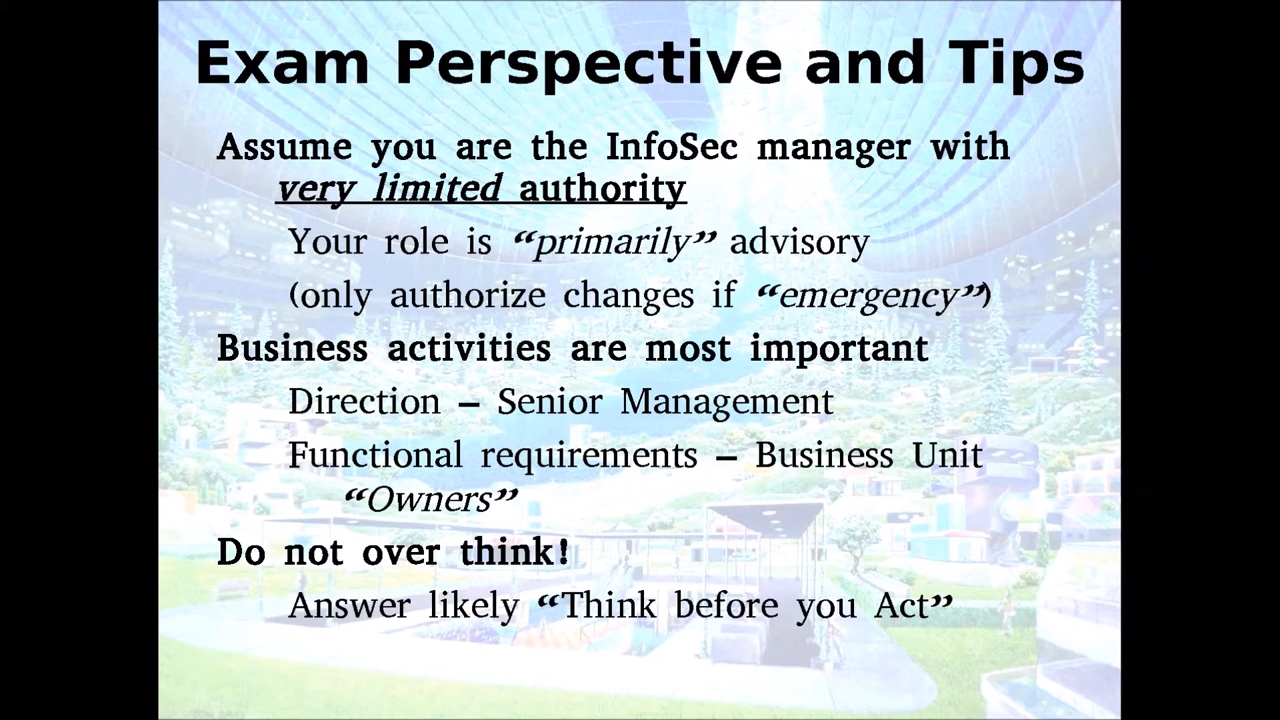 Exam Perspective and Tips
Assume you are the InfoSec manager with
very limited authority
Your role is “primarily” advisory
(only authorize changes if “emergency”)
Business activities are most important
Direction – Senior Management
Functional requirements – Business Unit
“Owners”
Do not over think!
Answer likely “Think before you Act”